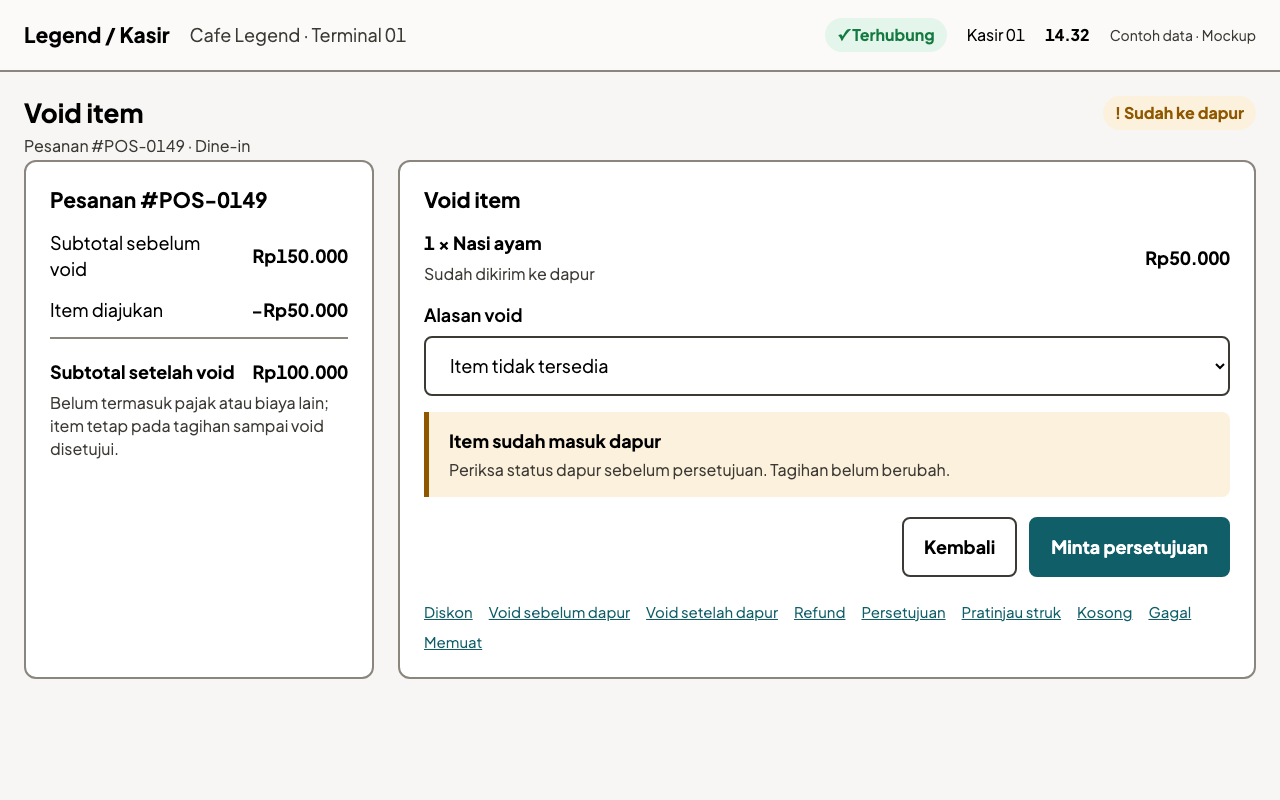 Legend / Kasir
Cafe Legend · Terminal 01
✓Terhubung
Kasir 01
14.32
Contoh data · Mockup
Void item
! Sudah ke dapur
Pesanan #POS-0149 · Dine-in
Pesanan #POS-0149
Subtotal sebelum
void
Rp150.000
Item diajukan
−Rp50.000
Subtotal setelah void
Rp100.000
Belum termasuk pajak atau biaya lain;
item tetap pada tagihan sampai void
disetujui.
Void item
1 × Nasi ayam
Sudah dikirim ke dapur
Rp50.000
Alasan void
Item tidak tersedia
Item sudah masuk dapur
Periksa status dapur sebelum persetujuan. Tagihan belum berubah.
Kembali
Minta persetujuan
Diskon Void sebelum dapur Void setelah dapur Refund Persetujuan Pratinjau struk Kosong Gagal
Memuat